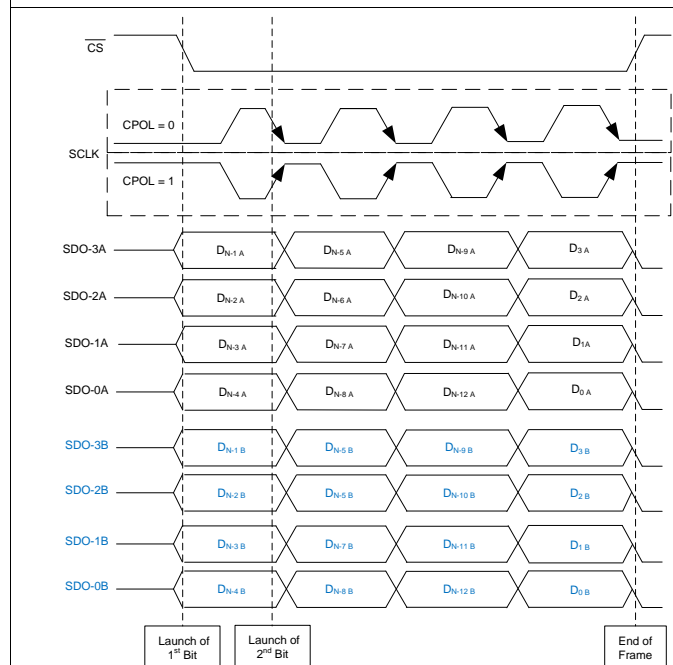 CS
CPOL = 0
SCLK
CPOL = 1
SDO-3A DN-1 A DN-5 A DN-9 A D3 A
SDO-2A DN-2 A DN-6 A DN-10 A D2 A
SDO-1A DN-3 A DN-7 A DN-11 A D1A
SDO-0A DN-4 A DN-8 A DN-12 A D0 A
SDO-3B DN-1 B DN-5 B DN-9 B D3 B
SDO-2B DN-2 B DN-5 B DN-10 B D2 B
SDO-1B DN-3 B DN-7 B DN-11 B D1 B
SDO-0B DN-4 B DN-8 B DN-12 B D0 B
Launch of
1st Bit
Launch of
2nd Bit
End of
Frame